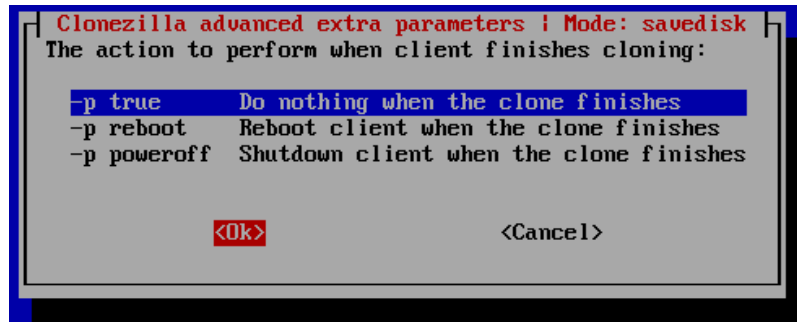 Clonezilla advanced extra parameters | Mode: savedisk
The action to perform when client finishes cloning:
-p true Do nothing when the clone finishes
-p reboot Reboot client when the clone finishes
-p poweroff Shutdown client when the clone finishes
<Ok> <Cancel>